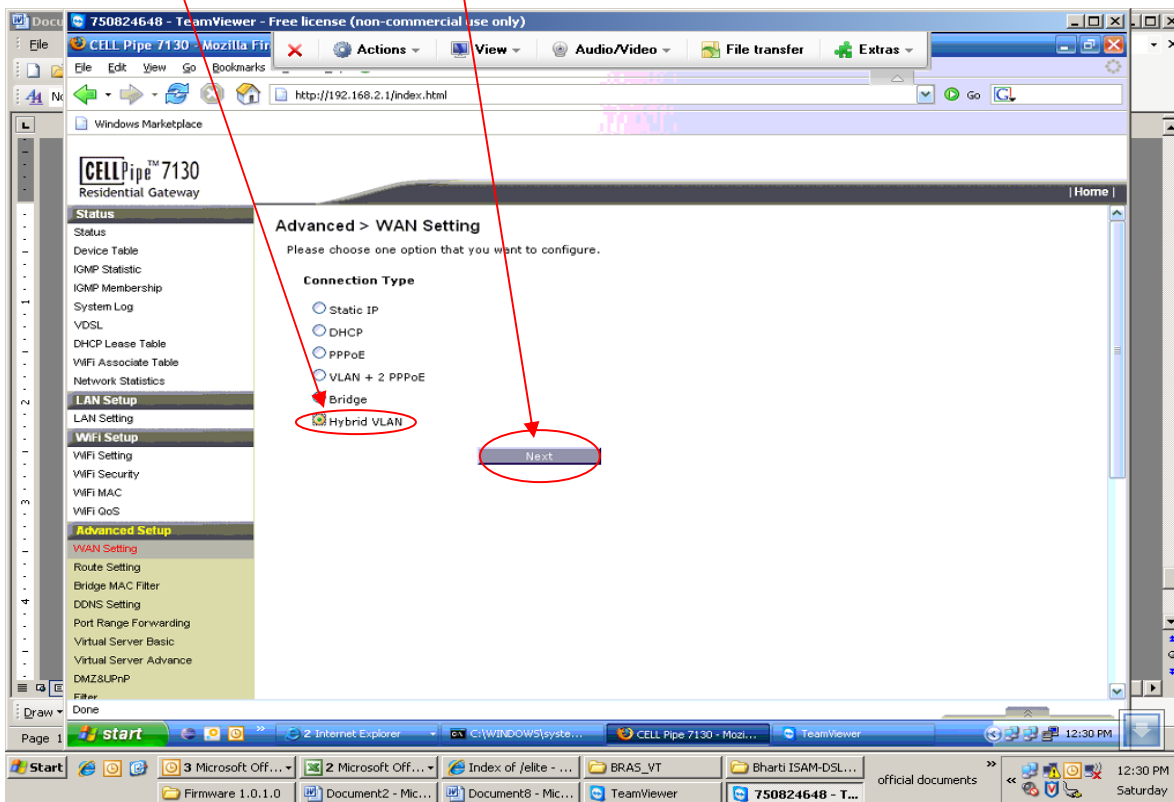 Docu
750824648 - TeamViewer - Free license (non-commercial use only)
File
CELL Pipe 7130 - Mozilla Fir
Actions
View
Audio/Video
File transfer
Extras
File Edit View Go Bookmarks
http://192.168.2.1/index.html
Go
G
Windows Marketplace
CELLPipe™ 7130
Residential Gateway
| Home |
Status
Status
Device Table
IGMP Statistic
IGMP Membership
System Log
VDSL
DHCP Lease Table
WiFi Associate Table
Network Statistics
LAN Setup
LAN Setting
WiFi Setup
WiFi Setting
WiFi Security
WiFi MAC
WiFi QoS
Advanced Setup
WAN Setting
Route Setting
Bridge MAC Filter
DDNS Setting
Port Range Forwarding
Virtual Server Basic
Virtual Server Advance
DMZ&UPnP
Filter
Advanced > WAN Setting
Please choose one option that you want to configure.
Connection Type
Static IP
DHCP
PPPoE
VLAN + 2 PPPoE
Bridge
Hybrid VLAN
Next
Done
Draw
start
2 Internet Explorer
C:\WINDOWS\syste...
CELL Pipe 7130 - Mozi...
TeamViewer
12:30 PM
Page 1
Start
3 Microsoft Off...
2 Microsoft Off...
Index of /elite - ...
BRAS_VT
Bharti ISAM-DSL...
official documents
12:30 PM
Firmware 1.0.1.0
Document2 - Mic...
Document8 - Mic...
TeamViewer
750824648 - T...
Saturday